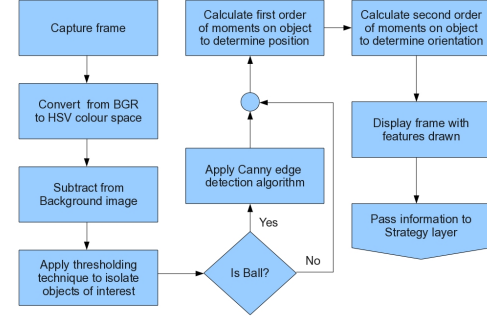 Capture frame
Convert from BGR
to HSV colour space
Subtract from
Background image
Apply thresholding
technique to isolate
objects of interest
Is Ball?
Yes
No
Apply Canny edge
detection algorithm
Calculate first order
of moments on object
to determine position
Calculate second order
of moments on object
to determine orientation
Display frame with
features drawn
Pass information to
Strategy layer